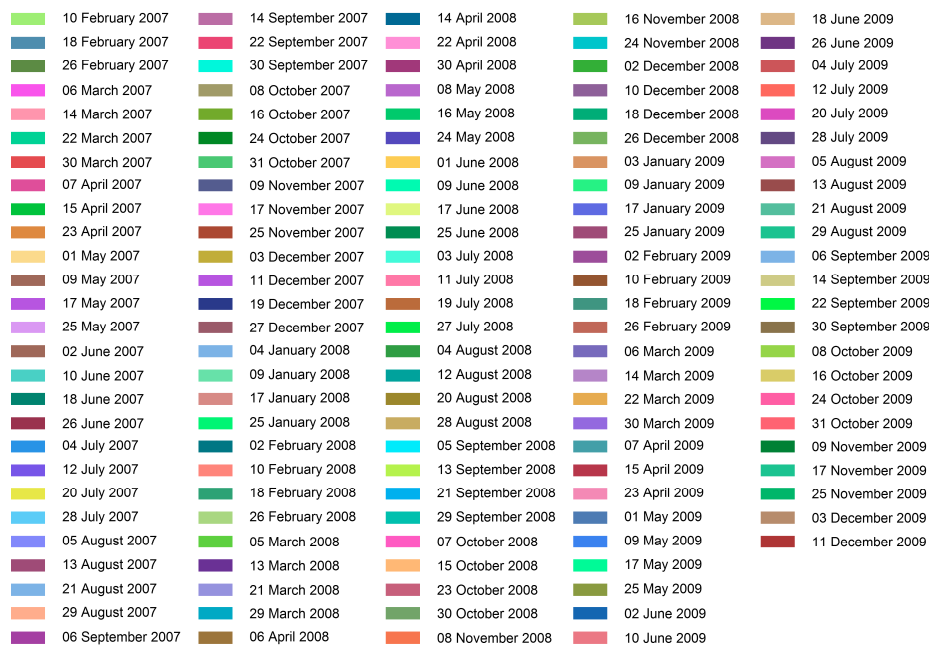 10 February 2007
18 February 2007
26 February 2007
06 March 2007
14 March 2007
22 March 2007
30 March 2007
07 April 2007
15 April 2007
23 April 2007
01 May 2007
09 May 2007
17 May 2007
25 May 2007
02 June 2007
10 June 2007
18 June 2007
26 June 2007
04 July 2007
12 July 2007
20 July 2007
28 July 2007
05 August 2007
13 August 2007
21 August 2007
29 August 2007
06 September 2007
14 September 2007
22 September 2007
30 September 2007
08 October 2007
16 October 2007
24 October 2007
31 October 2007
09 November 2007
17 November 2007
25 November 2007
03 December 2007
11 December 2007
19 December 2007
27 December 2007
04 January 2008
09 January 2008
17 January 2008
25 January 2008
02 February 2008
10 February 2008
18 February 2008
26 February 2008
05 March 2008
13 March 2008
21 March 2008
29 March 2008
06 April 2008
14 April 2008
22 April 2008
30 April 2008
08 May 2008
16 May 2008
24 May 2008
01 June 2008
09 June 2008
17 June 2008
25 June 2008
03 July 2008
11 July 2008
19 July 2008
27 July 2008
04 August 2008
12 August 2008
20 August 2008
28 August 2008
05 September 2008
13 September 2008
21 September 2008
29 September 2008
07 October 2008
15 October 2008
23 October 2008
30 October 2008
08 November 2008
16 November 2008
24 November 2008
02 December 2008
10 December 2008
18 December 2008
26 December 2008
03 January 2009
09 January 2009
17 January 2009
25 January 2009
02 February 2009
10 February 2009
18 February 2009
26 February 2009
06 March 2009
14 March 2009
22 March 2009
30 March 2009
07 April 2009
15 April 2009
23 April 2009
01 May 2009
09 May 2009
17 May 2009
25 May 2009
02 June 2009
10 June 2009
18 June 2009
26 June 2009
04 July 2009
12 July 2009
20 July 2009
28 July 2009
05 August 2009
13 August 2009
21 August 2009
29 August 2009
06 September 2009
14 September 2009
22 September 2009
30 September 2009
08 October 2009
16 October 2009
24 October 2009
31 October 2009
09 November 2009
17 November 2009
25 November 2009
03 December 2009
11 December 2009